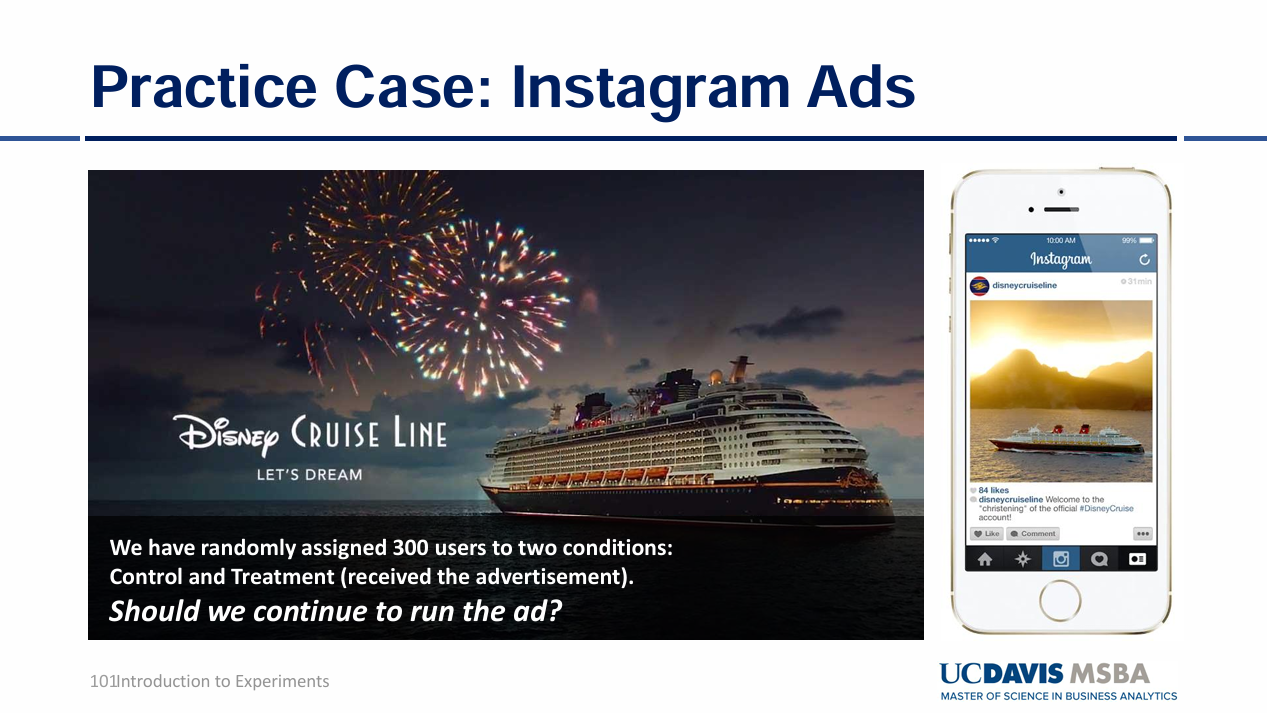 Practice Case: Instagram Ads
Disney CRUISE LINE
LET'S DREAM
We have randomly assigned 300 users to two conditions:
Control and Treatment (received the advertisement).
Should we continue to run the ad?
10:00 AM
99%
Instagram
disneycruiseline
31min
84 likes
disneycruiseline Welcome to the
"christening" of the official #DisneyCruise
account!
Like
Comment
101Introduction to Experiments
UCDAVIS MSBA
MASTER OF SCIENCE IN BUSINESS ANALYTICS